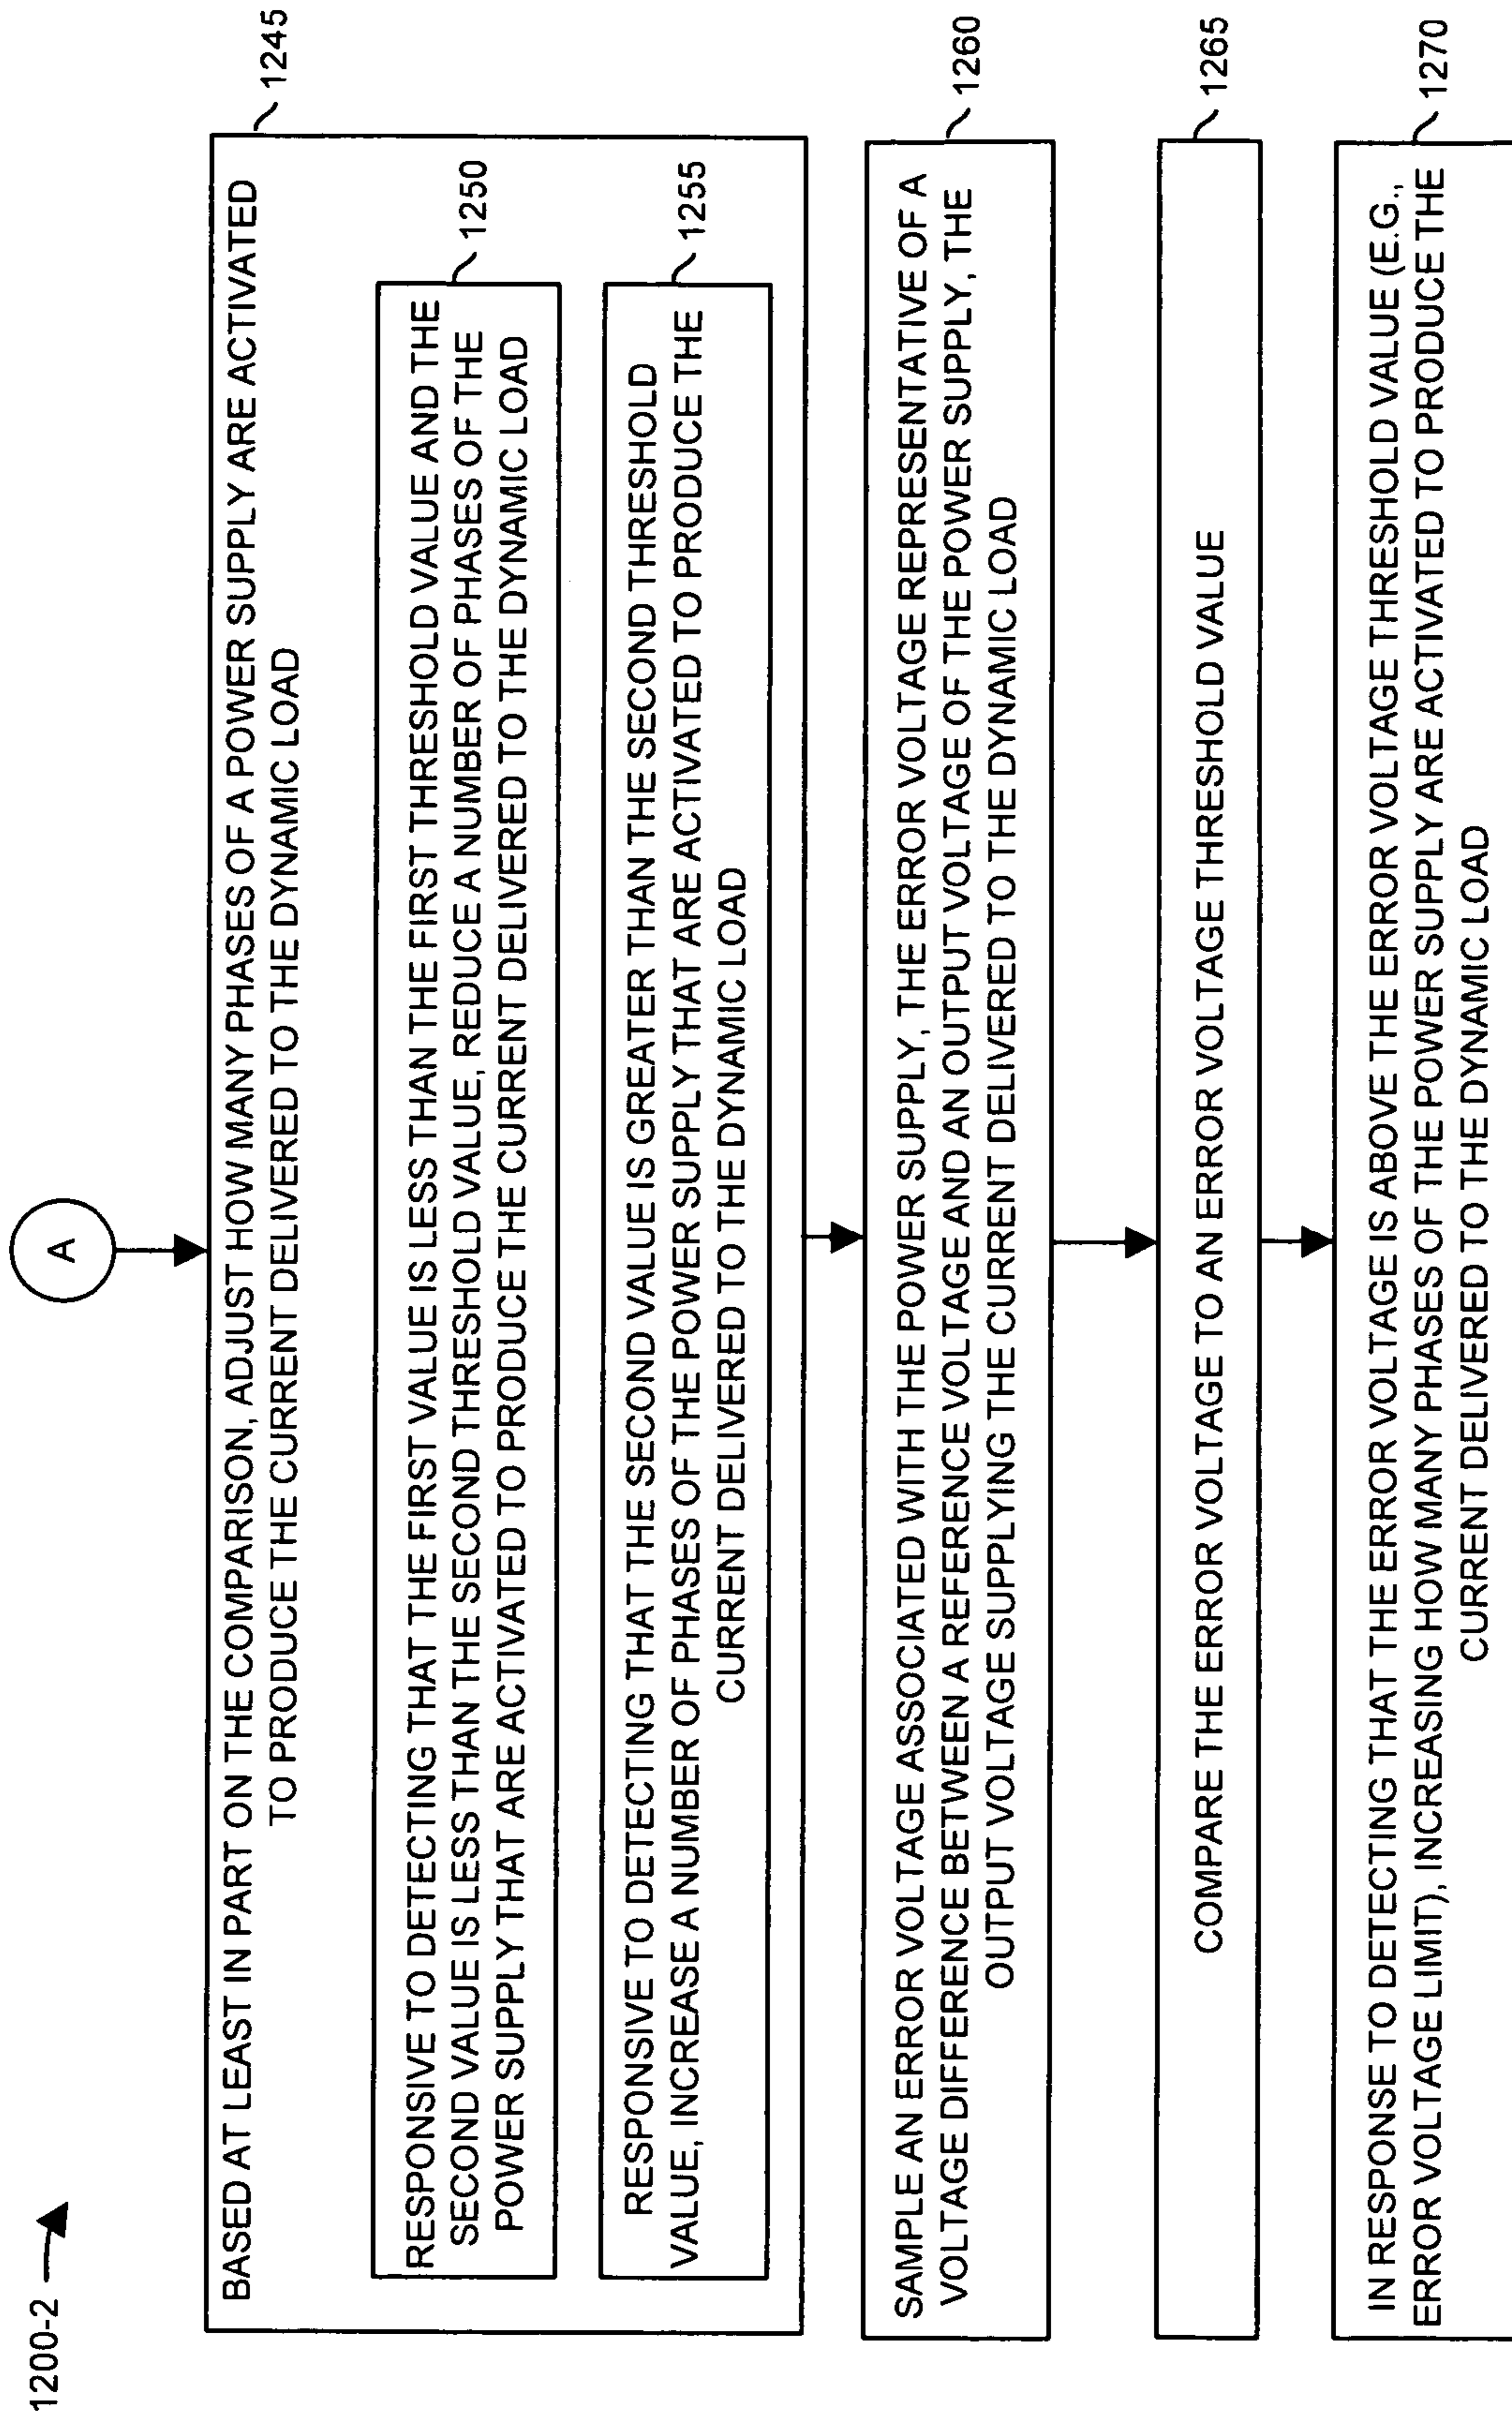 1200-2
A
1245
BASED AT LEAST IN PART ON THE COMPARISON, ADJUST HOW MANY PHASES OF A POWER SUPPLY ARE ACTIVATED
TO PRODUCE THE CURRENT DELIVERED TO THE DYNAMIC LOAD
1250
RESPONSIVE TO DETECTING THAT THE FIRST VALUE IS LESS THAN THE FIRST THRESHOLD VALUE AND THE
SECOND VALUE IS LESS THAN THE SECOND THRESHOLD VALUE, REDUCE A NUMBER OF PHASES OF THE
POWER SUPPLY THAT ARE ACTIVATED TO PRODUCE THE CURRENT DELIVERED TO THE DYNAMIC LOAD
1255
RESPONSIVE TO DETECTING THAT THE SECOND VALUE IS GREATER THAN THE SECOND THRESHOLD
VALUE, INCREASE A NUMBER OF PHASES OF THE POWER SUPPLY THAT ARE ACTIVATED TO PRODUCE THE
CURRENT DELIVERED TO THE DYNAMIC LOAD
1260
SAMPLE AN ERROR VOLTAGE ASSOCIATED WITH THE POWER SUPPLY, THE ERROR VOLTAGE REPRESENTATIVE OF A
VOLTAGE DIFFERENCE BETWEEN A REFERENCE VOLTAGE AND AN OUTPUT VOLTAGE OF THE POWER SUPPLY, THE
OUTPUT VOLTAGE SUPPLYING THE CURRENT DELIVERED TO THE DYNAMIC LOAD
1265
COMPARE THE ERROR VOLTAGE TO AN ERROR VOLTAGE THRESHOLD VALUE
1270
IN RESPONSE TO DETECTING THAT THE ERROR VOLTAGE IS ABOVE THE ERROR VOLTAGE THRESHOLD VALUE (E.G.,
ERROR VOLTAGE LIMIT), INCREASING HOW MANY PHASES OF THE POWER SUPPLY ARE ACTIVATED TO PRODUCE THE
CURRENT DELIVERED TO THE DYNAMIC LOAD